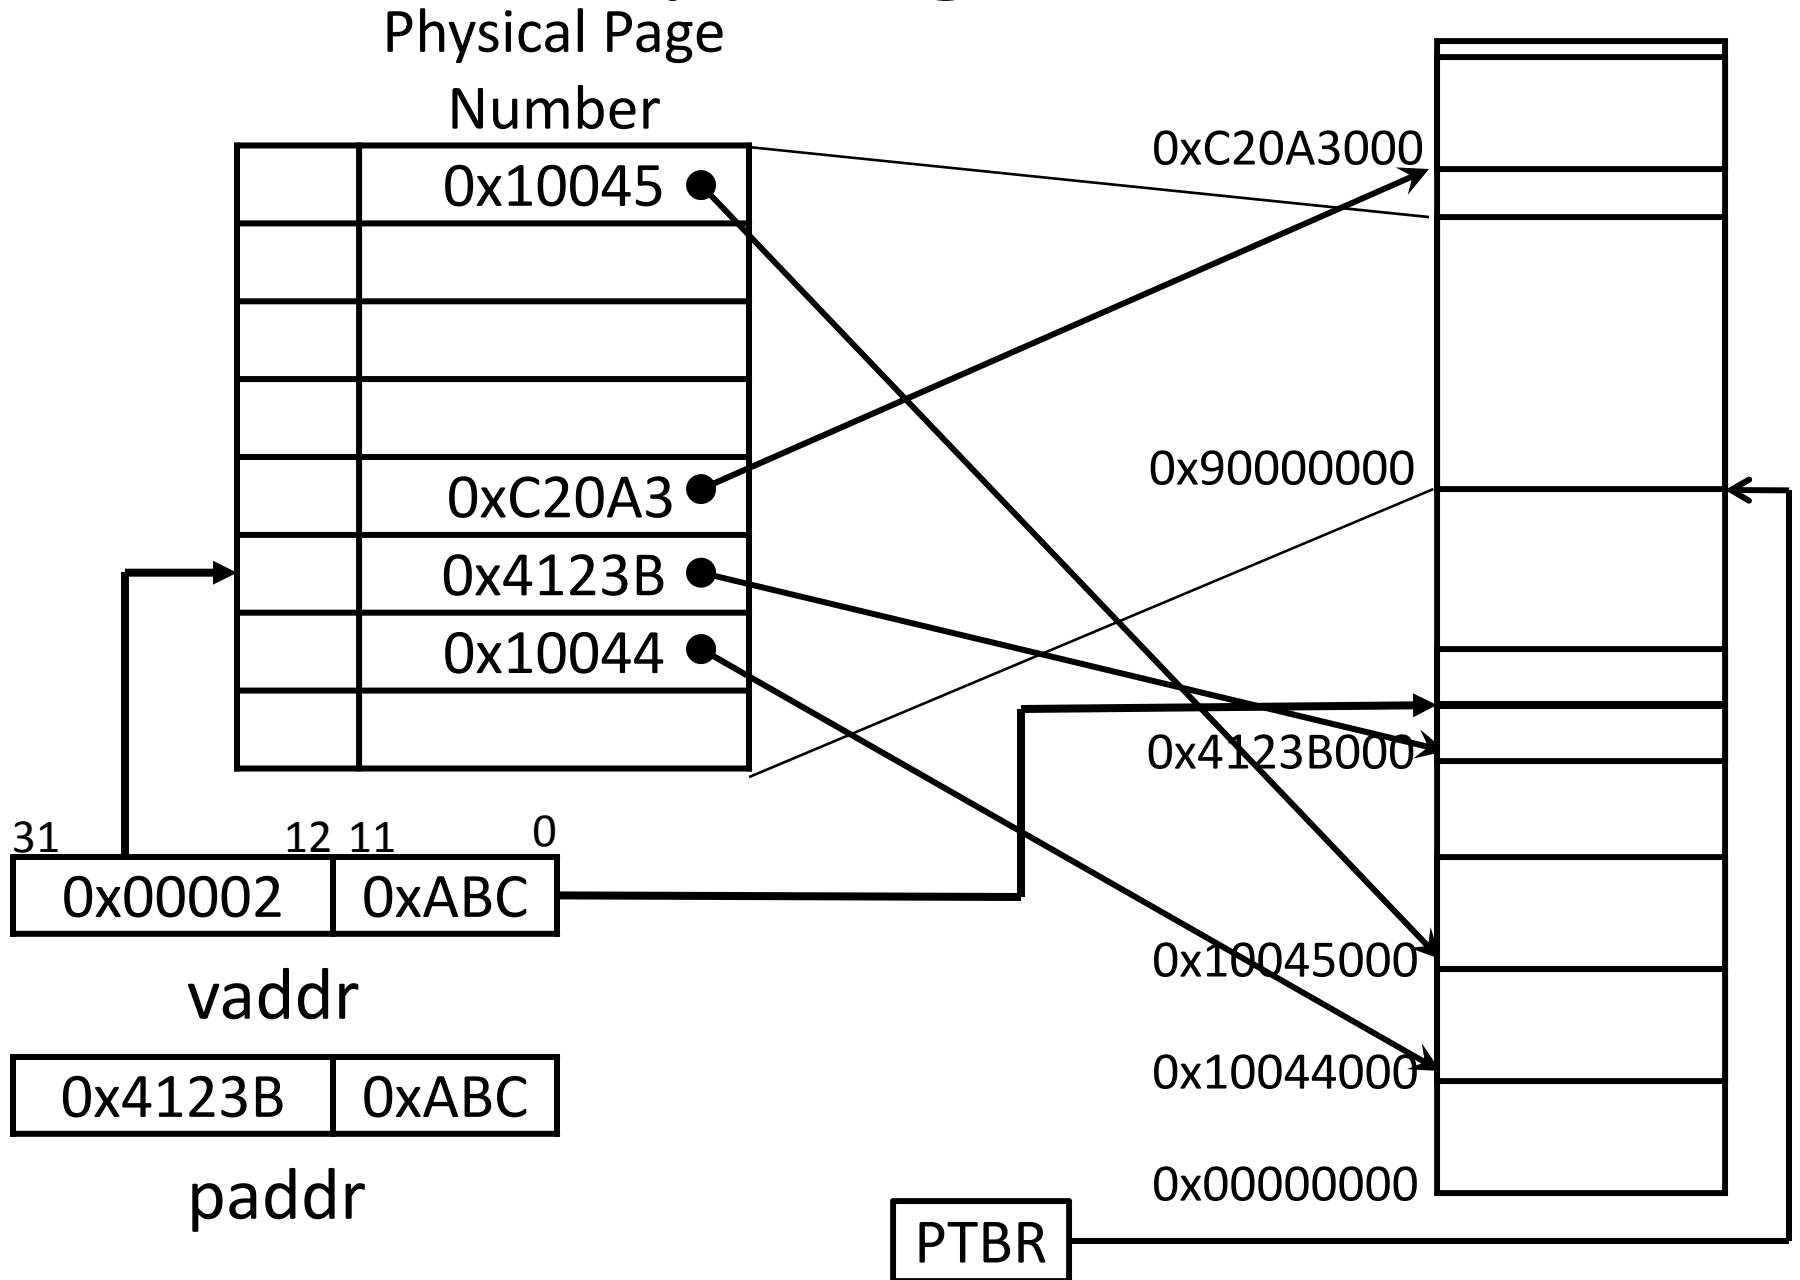 Physical Page
Number
0x10045
0xC20A3
0x4123B
0x10044
31 12 11 0
0x00002 0xABC
vaddr
0x4123B 0xABC
paddr
0xC20A3000
0x90000000
0x4123B000
0x10045000
0x10044000
0x00000000
PTBR